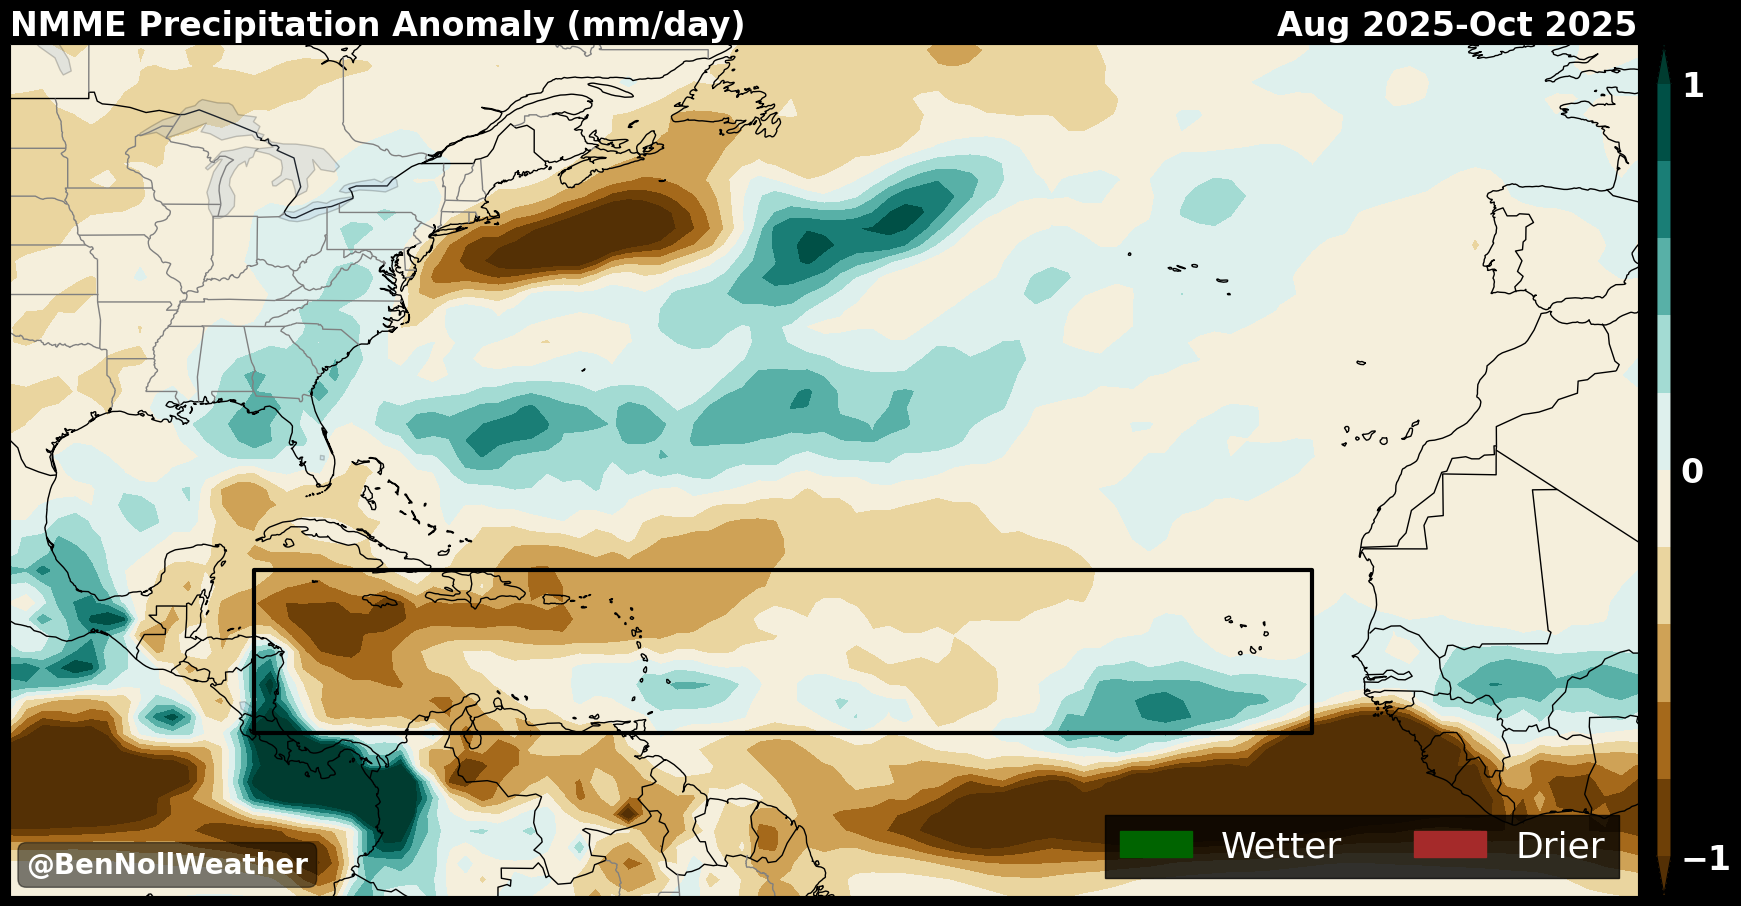 NMME Precipitation Anomaly (mm/day)
Aug 2025-Oct 2025
1
0
−1
@BenNollWeather
Wetter
Drier